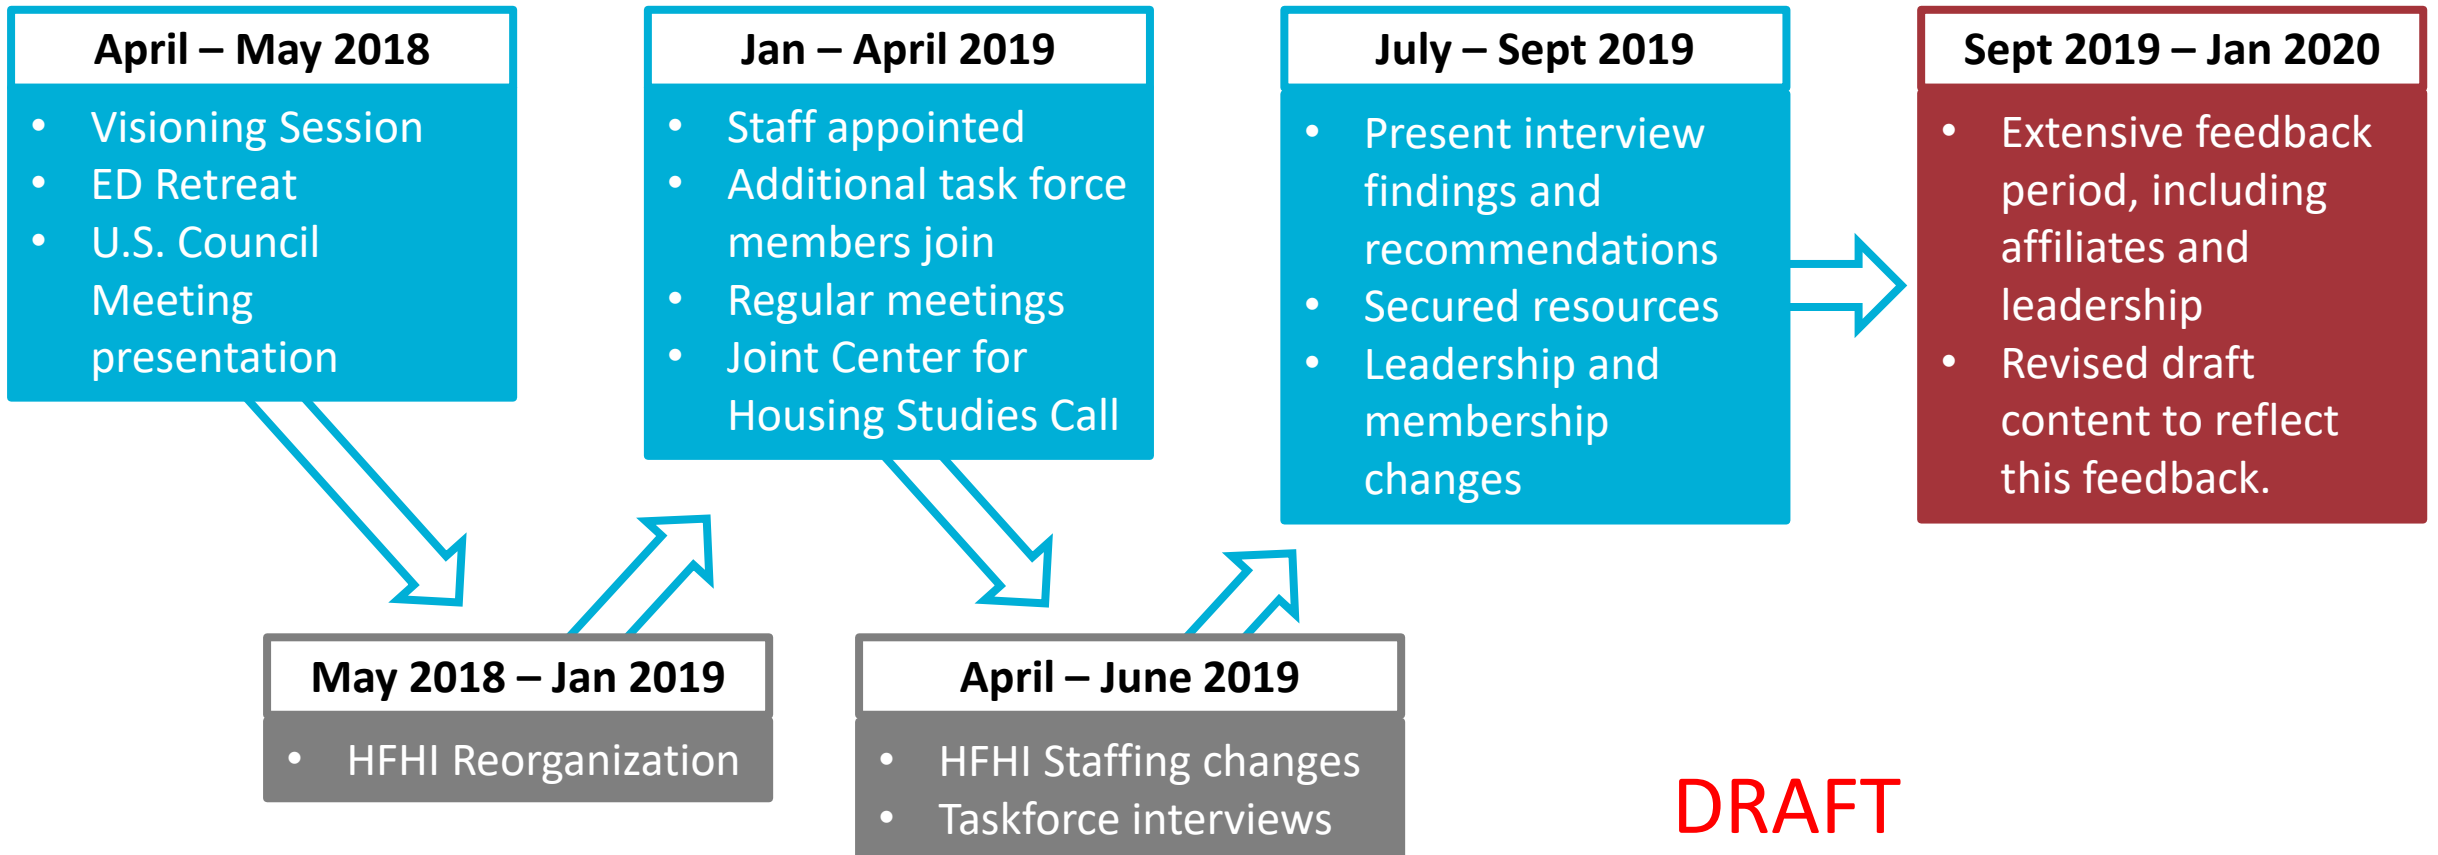 April – May 2018
• Visioning Session
• ED Retreat
• U.S. Council
Meeting
presentation
May 2018 – Jan 2019
• HFHI Reorganization
Jan – April 2019
• Staff appointed
• Additional task force
members join
• Regular meetings
• Joint Center for
Housing Studies Call
April – June 2019
• HFHI Staffing changes
• Taskforce interviews
July – Sept 2019
• Present interview
findings and
recommendations
• Secured resources
• Leadership and
membership
changes
Sept 2019 – Jan 2020
• Extensive feedback
period, including
affiliates and
leadership
• Revised draft
content to reflect
this feedback.
DRAFT